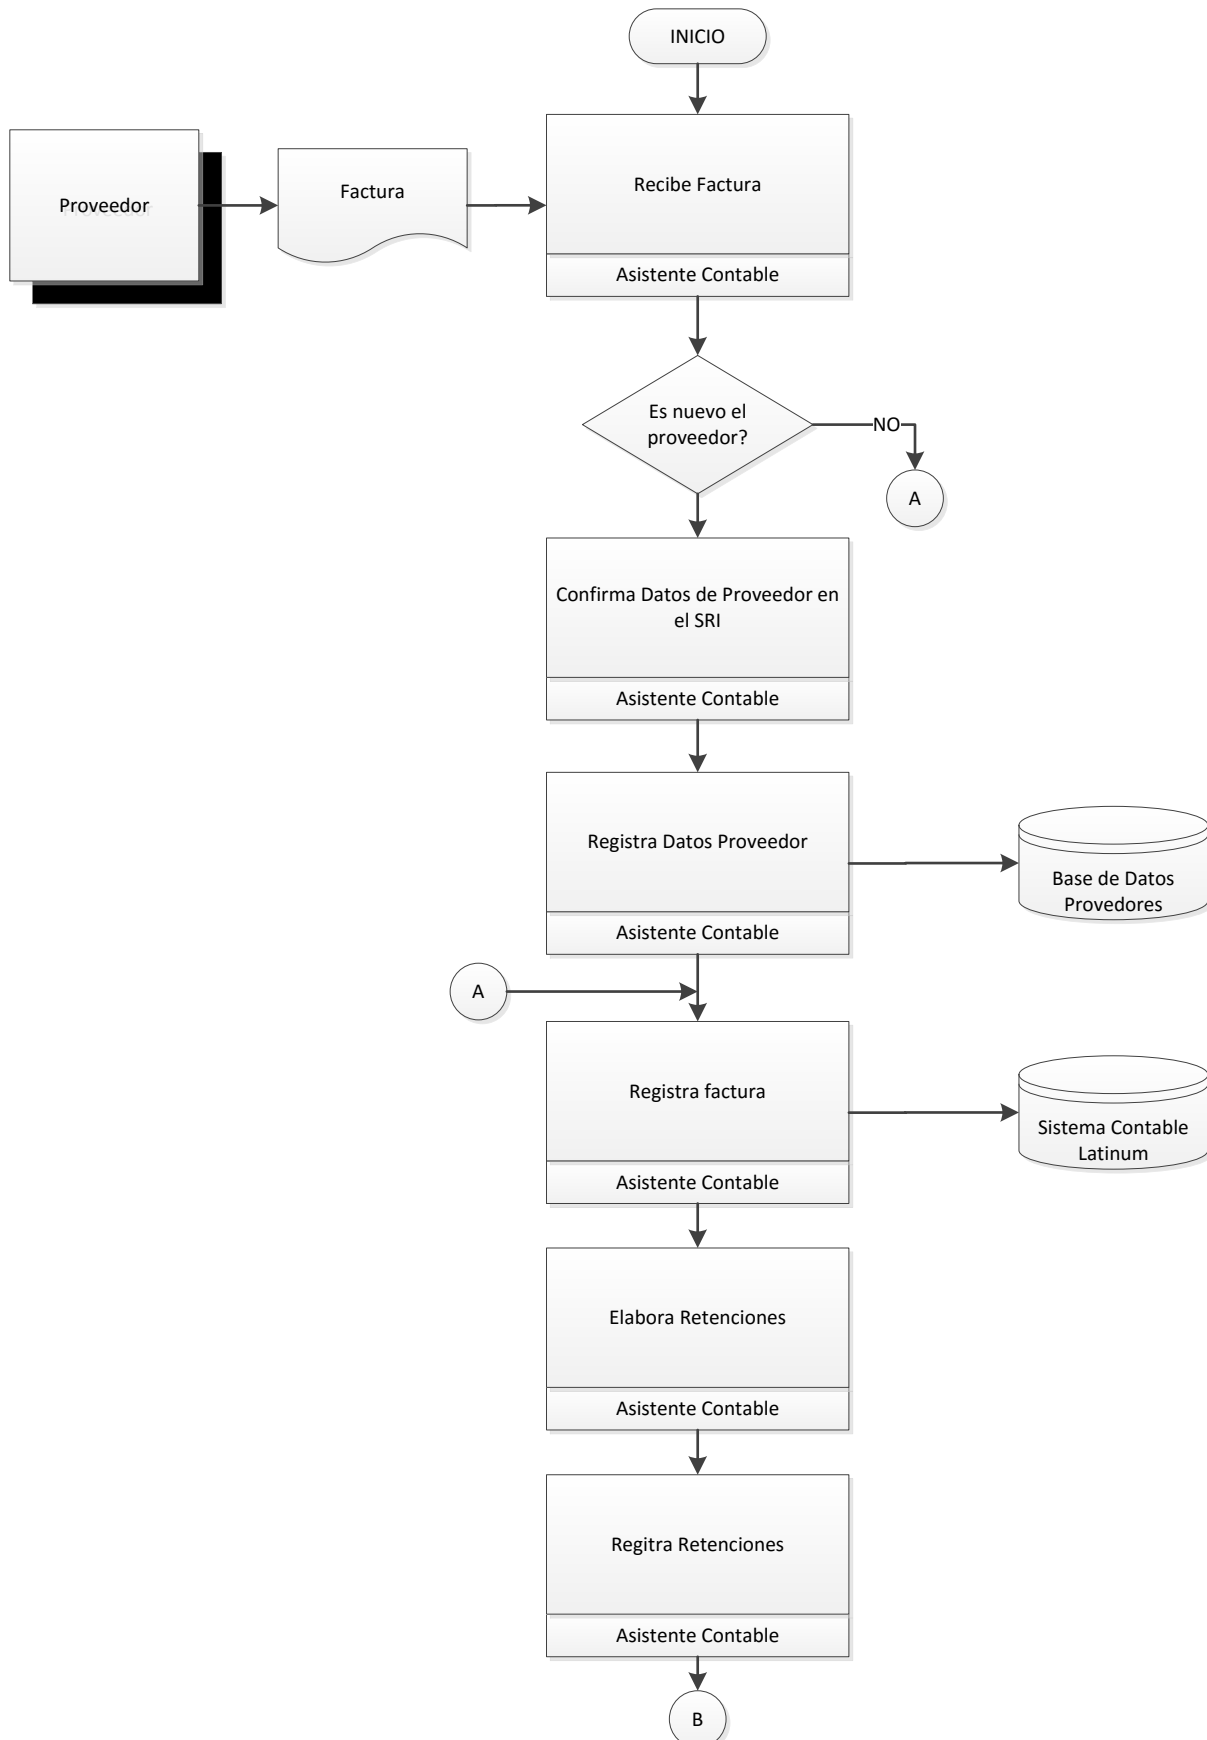 INICIO
Proveedor
Factura
Recibe Factura
Asistente Contable
Es nuevo el
proveedor?
NO
A
Confirma Datos de Proveedor en
el SRI
Asistente Contable
Registra Datos Proveedor
Asistente Contable
Base de Datos
Provedores
A
Registra factura
Asistente Contable
Sistema Contable
Latinum
Elabora Retenciones
Asistente Contable
Regitra Retenciones
Asistente Contable
B